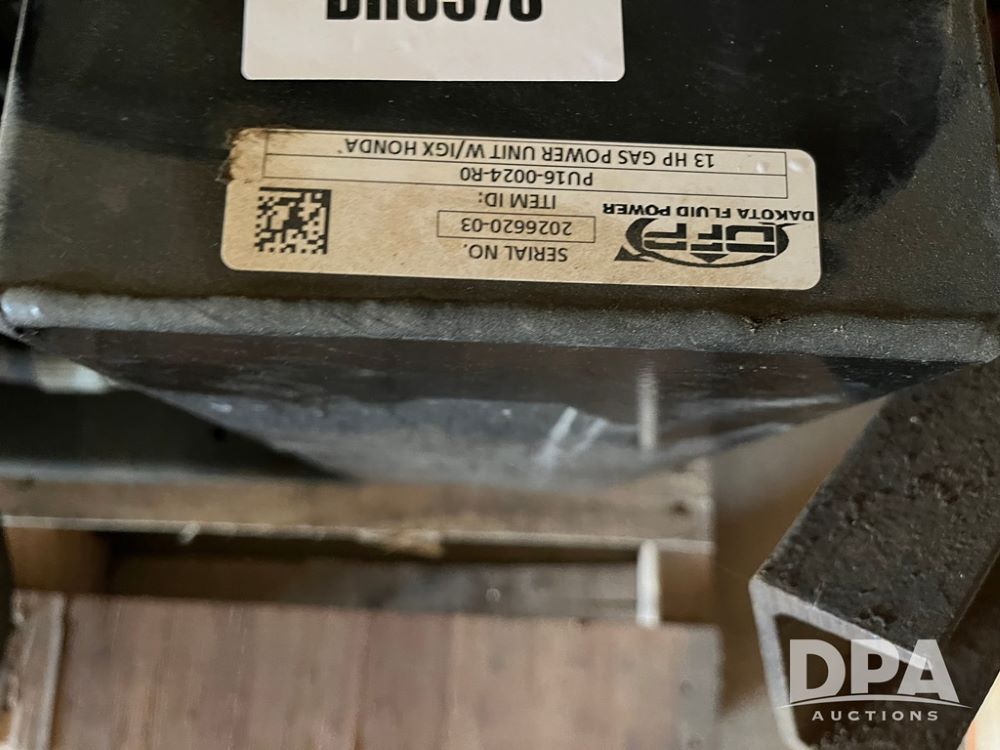 SERIAL NO.
2026620-03
ITEM ID:
PU16-0024-R0
13 HP GAS POWER UNIT W/IGX HONDA
DFP
DAKOTA FLUID POWER
DPA
AUCTIONS